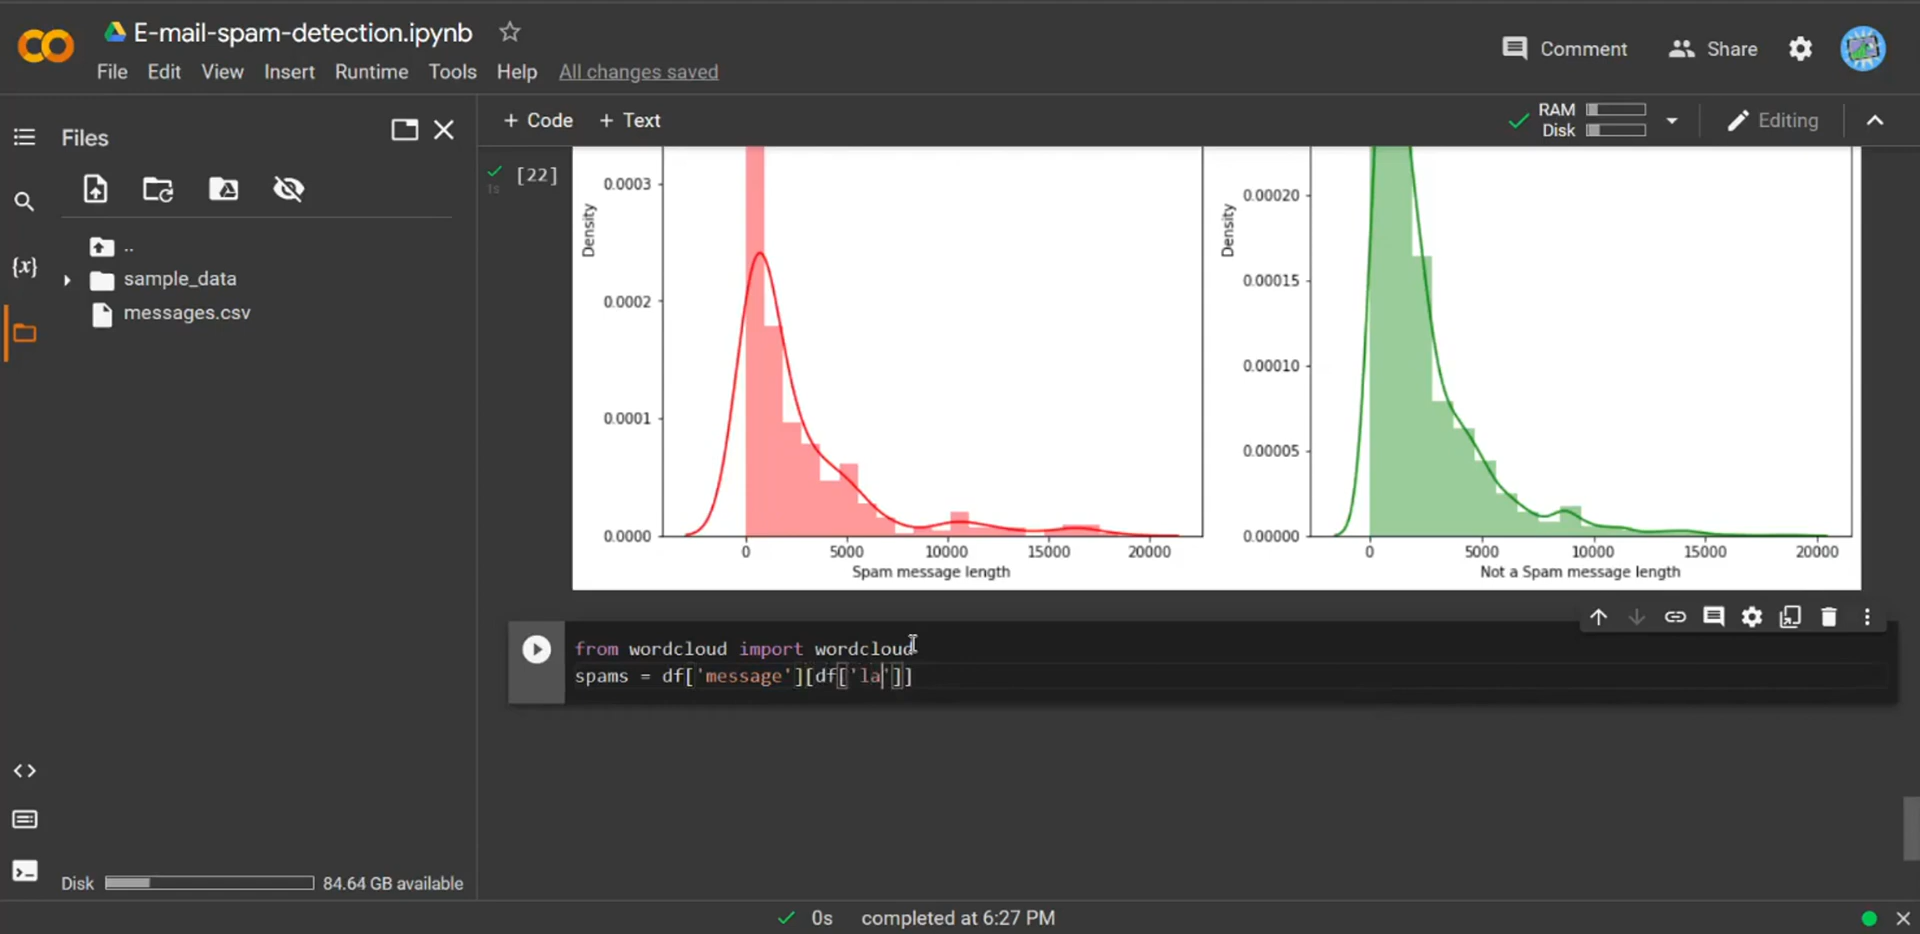 E-mail-spam-detection.ipynb
Comment
Share
File Edit View Insert Runtime Tools Help All changes saved
+ Code + Text
RAM
Disk
Editing
Files
..
sample_data
messages.csv
Disk 84.64 GB available
[22]
1s
Density
0.0003
0.0002
0.0001
0.0000
0 5000 10000 15000 20000
Spam message length
Density
0.00020
0.00015
0.00010
0.00005
0.00000
0 5000 10000 15000 20000
Not a Spam message length
from wordcloud import wordcloud
spams = df['message'][df['la']]
0s completed at 6:27 PM